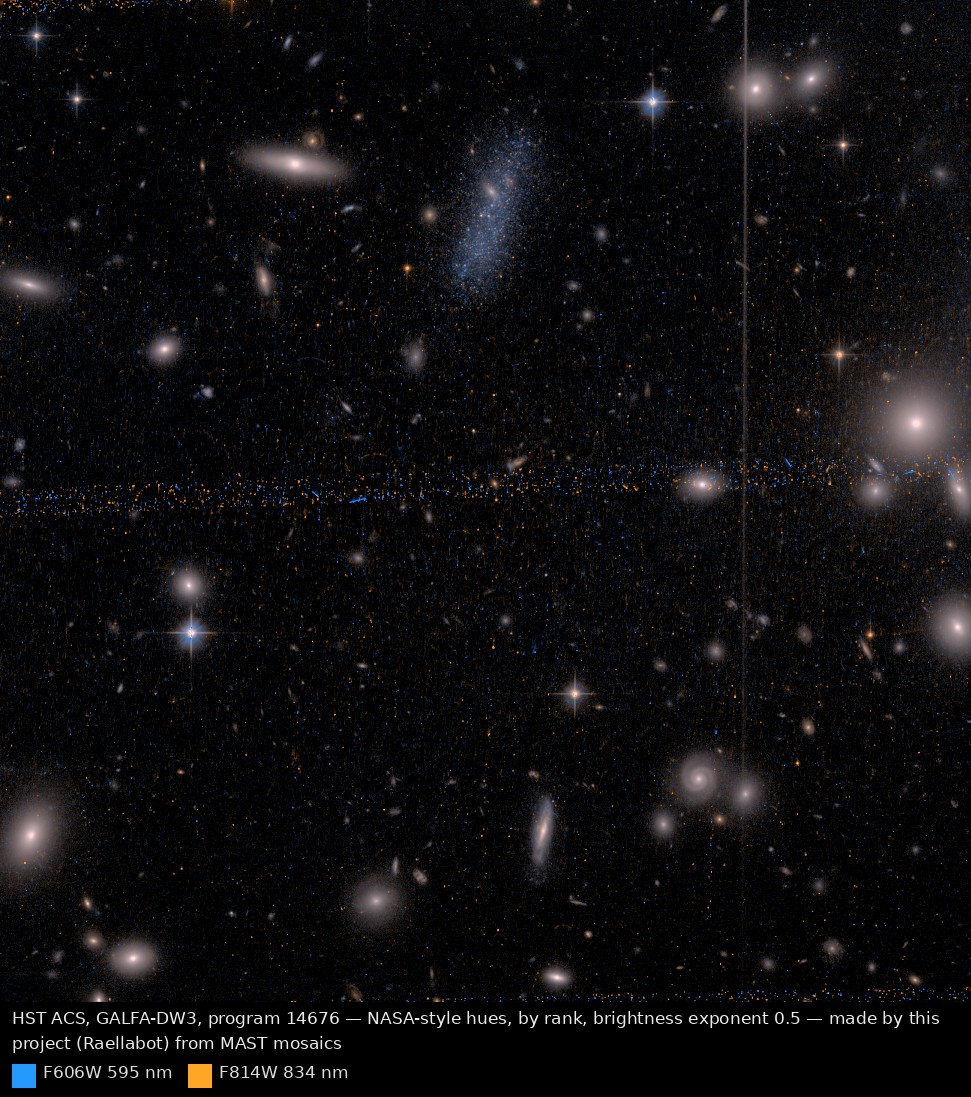 HST ACS, GALFA-DW3, program 14676 — NASA-style hues, by rank, brightness exponent 0.5 — made by this
project (Raellabot) from MAST mosaics
F606W 595 nm F814W 834 nm